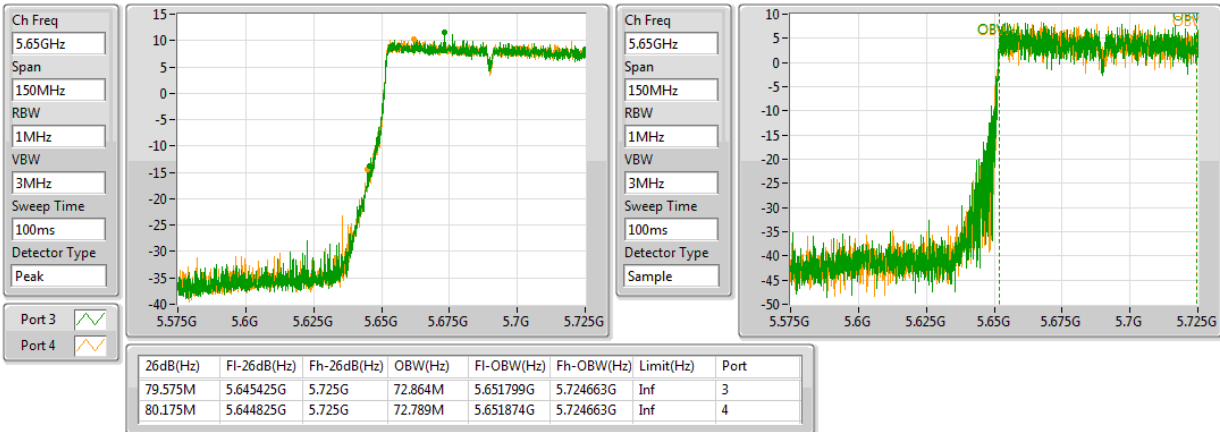 Ch Freq
5.65GHz
Span
150MHz
RBW
1MHz
VBW
3MHz
Sweep Time
100ms
Detector Type
Peak
Port 3
Port 4
15
10
5
0
-5
-10
-15
-20
-25
-30
-35
-40
5.575G 5.6G 5.625G 5.65G 5.675G 5.7G 5.725G
Ch Freq
5.65GHz
Span
150MHz
RBW
1MHz
VBW
3MHz
Sweep Time
100ms
Detector Type
Sample
10
5
0
-5
-10
-15
-20
-25
-30
-35
-40
-45
-50
OBW
OBW
5.575G 5.6G 5.625G 5.65G 5.675G 5.7G 5.725G
26dB(Hz) Fl-26dB(Hz) Fh-26dB(Hz) OBW(Hz) Fl-OBW(Hz) Fh-OBW(Hz) Limit(Hz) Port
79.575M 5.645425G 5.725G 72.864M 5.651799G 5.724663G Inf 3
80.175M 5.644825G 5.725G 72.789M 5.651874G 5.724663G Inf 4